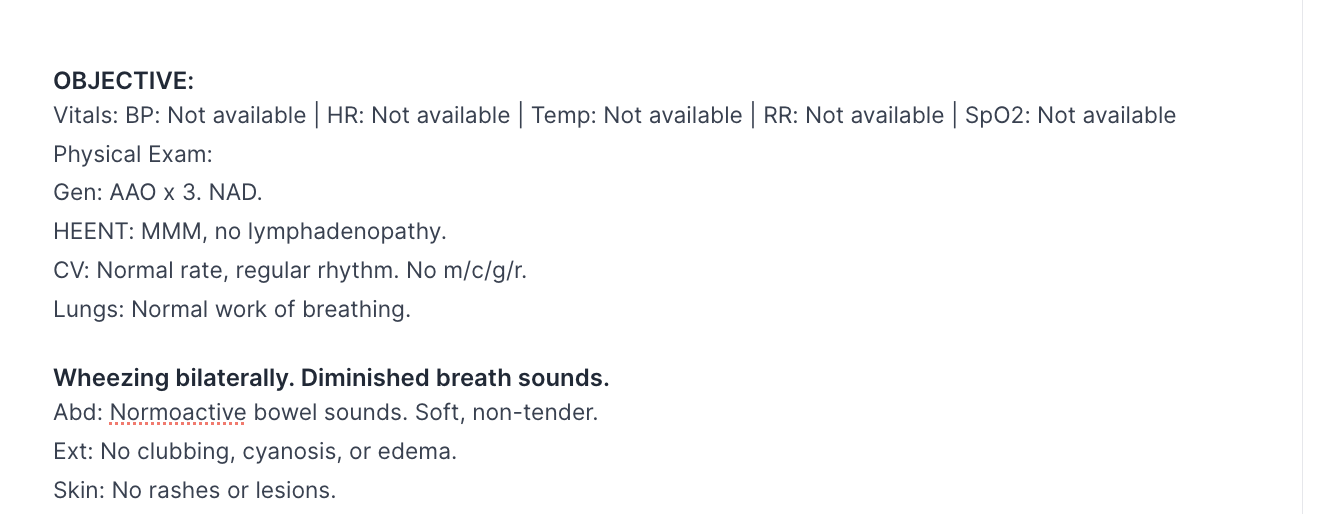 OBJECTIVE:
Vitals: BP: Not available | HR: Not available | Temp: Not available | RR: Not available | SpO2: Not available
Physical Exam:
Gen: AAO x 3. NAD.
HEENT: MMM, no lymphadenopathy.
CV: Normal rate, regular rhythm. No m/c/g/r.
Lungs: Normal work of breathing.
Wheezing bilaterally. Diminished breath sounds.
Abd: Normoactive bowel sounds. Soft, non-tender.
Ext: No clubbing, cyanosis, or edema.
Skin: No rashes or lesions.